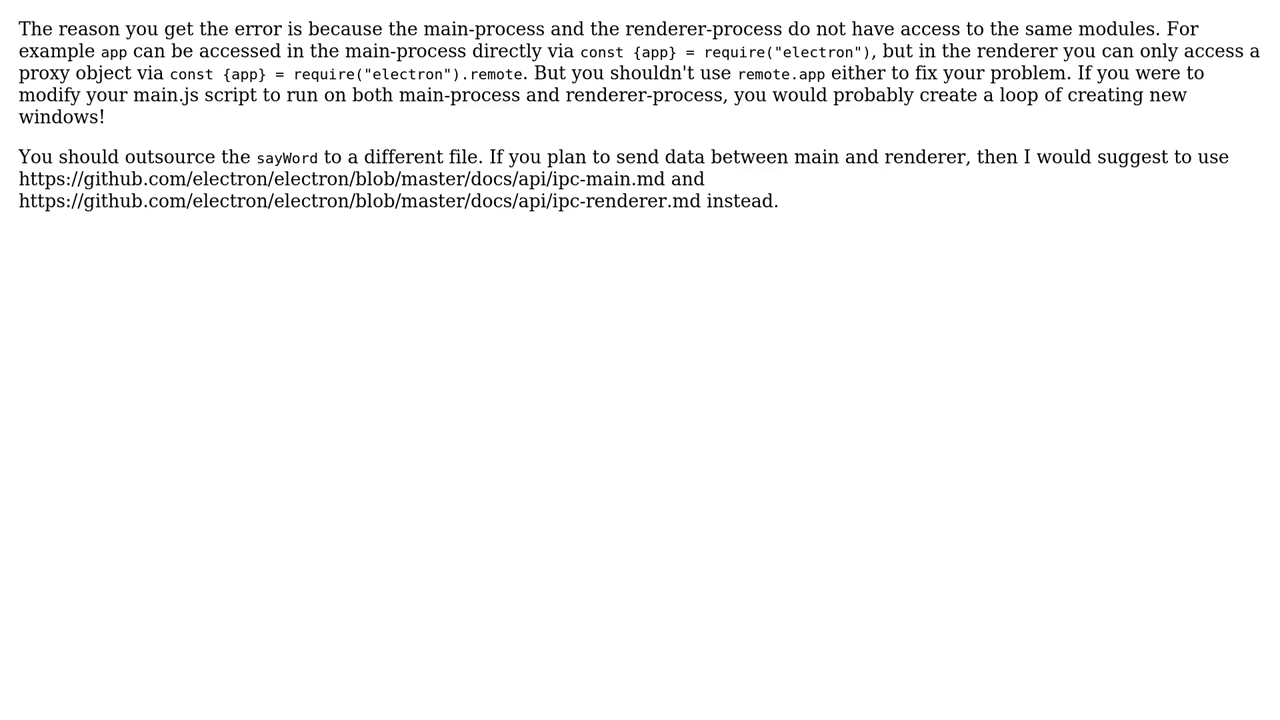 The reason you get the error is because the main-process and the renderer-process do not have access to the same modules. For
example app can be accessed in the main-process directly via const {app} = require("electron"), but in the renderer you can only access a
proxy object via const {app} = require("electron").remote. But you shouldn't use remote.app either to fix your problem. If you were to
modify your main.js script to run on both main-process and renderer-process, you would probably create a loop of creating new
windows!
You should outsource the sayWord to a different file. If you plan to send data between main and renderer, then I would suggest to use
https://github.com/electron/electron/blob/master/docs/api/ipc-main.md and
https://github.com/electron/electron/blob/master/docs/api/ipc-renderer.md instead.